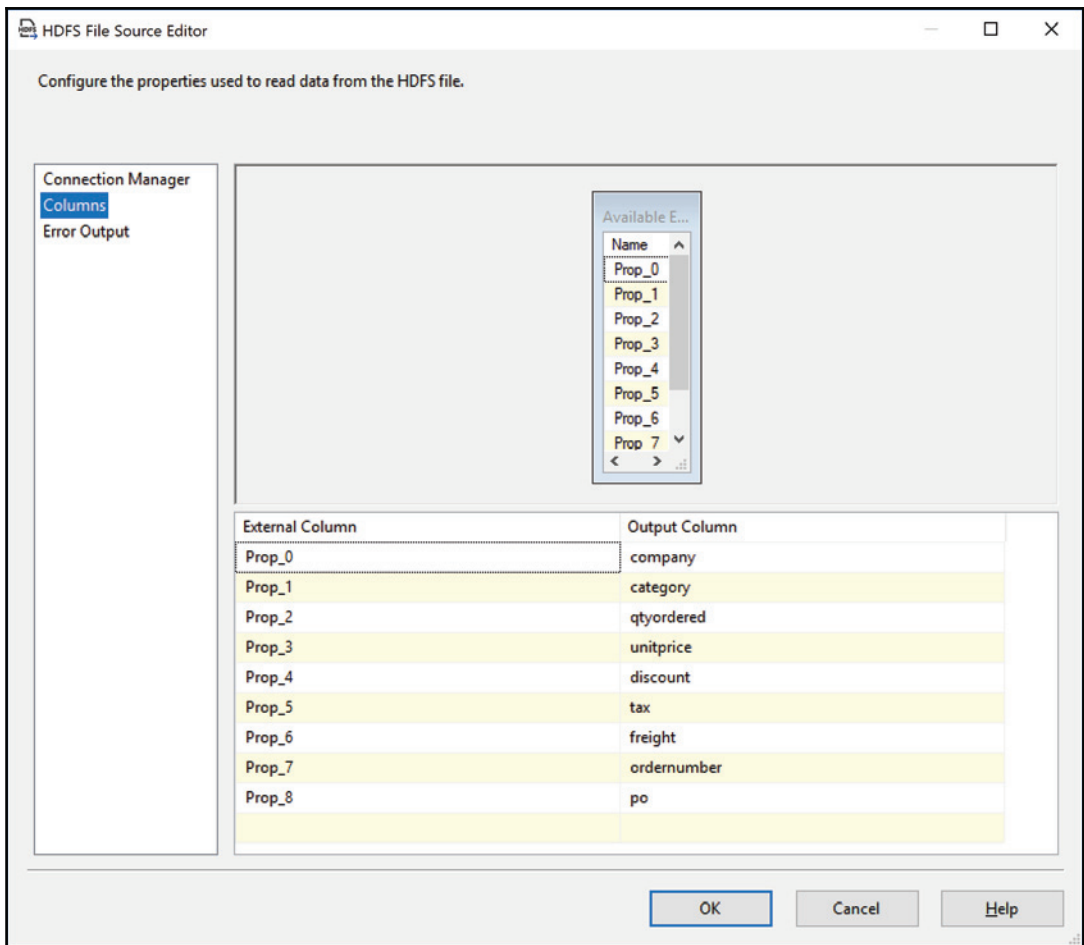 HDFS File Source Editor
Configure the properties used to read data from the HDFS file.
Connection Manager
Columns
Error Output
Available E...
Name
Prop_0
Prop_1
Prop_2
Prop_3
Prop_4
Prop_5
Prop_6
Prop_7
External Column Output Column
Prop_0 company
Prop_1 category
Prop_2 qtyordered
Prop_3 unitprice
Prop_4 discount
Prop_5 tax
Prop_6 freight
Prop_7 ordernumber
Prop_8 po
OK Cancel Help